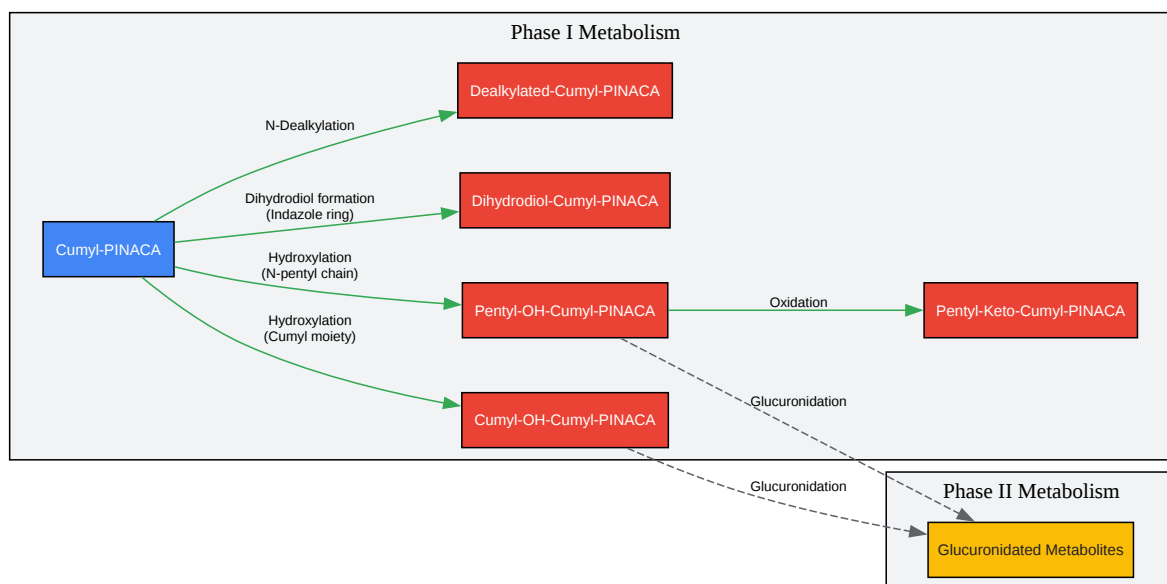 Phase I Metabolism
Dealkylated-Cumyl-PINACA
N-Dealkylation
Dihydrodiol formation
(Indazole ring)
Dihydrodiol-Cumyl-PINACA
Cumyl-PINACA
Hydroxylation
(N-pentyl chain)
Pentyl-OH-Cumyl-PINACA
Oxidation
Pentyl-Keto-Cumyl-PINACA
Hydroxylation
(Cumyl moiety)
Cumyl-OH-Cumyl-PINACA
Glucuronidation
Glucuronidation
Phase II Metabolism
Glucuronidated Metabolites